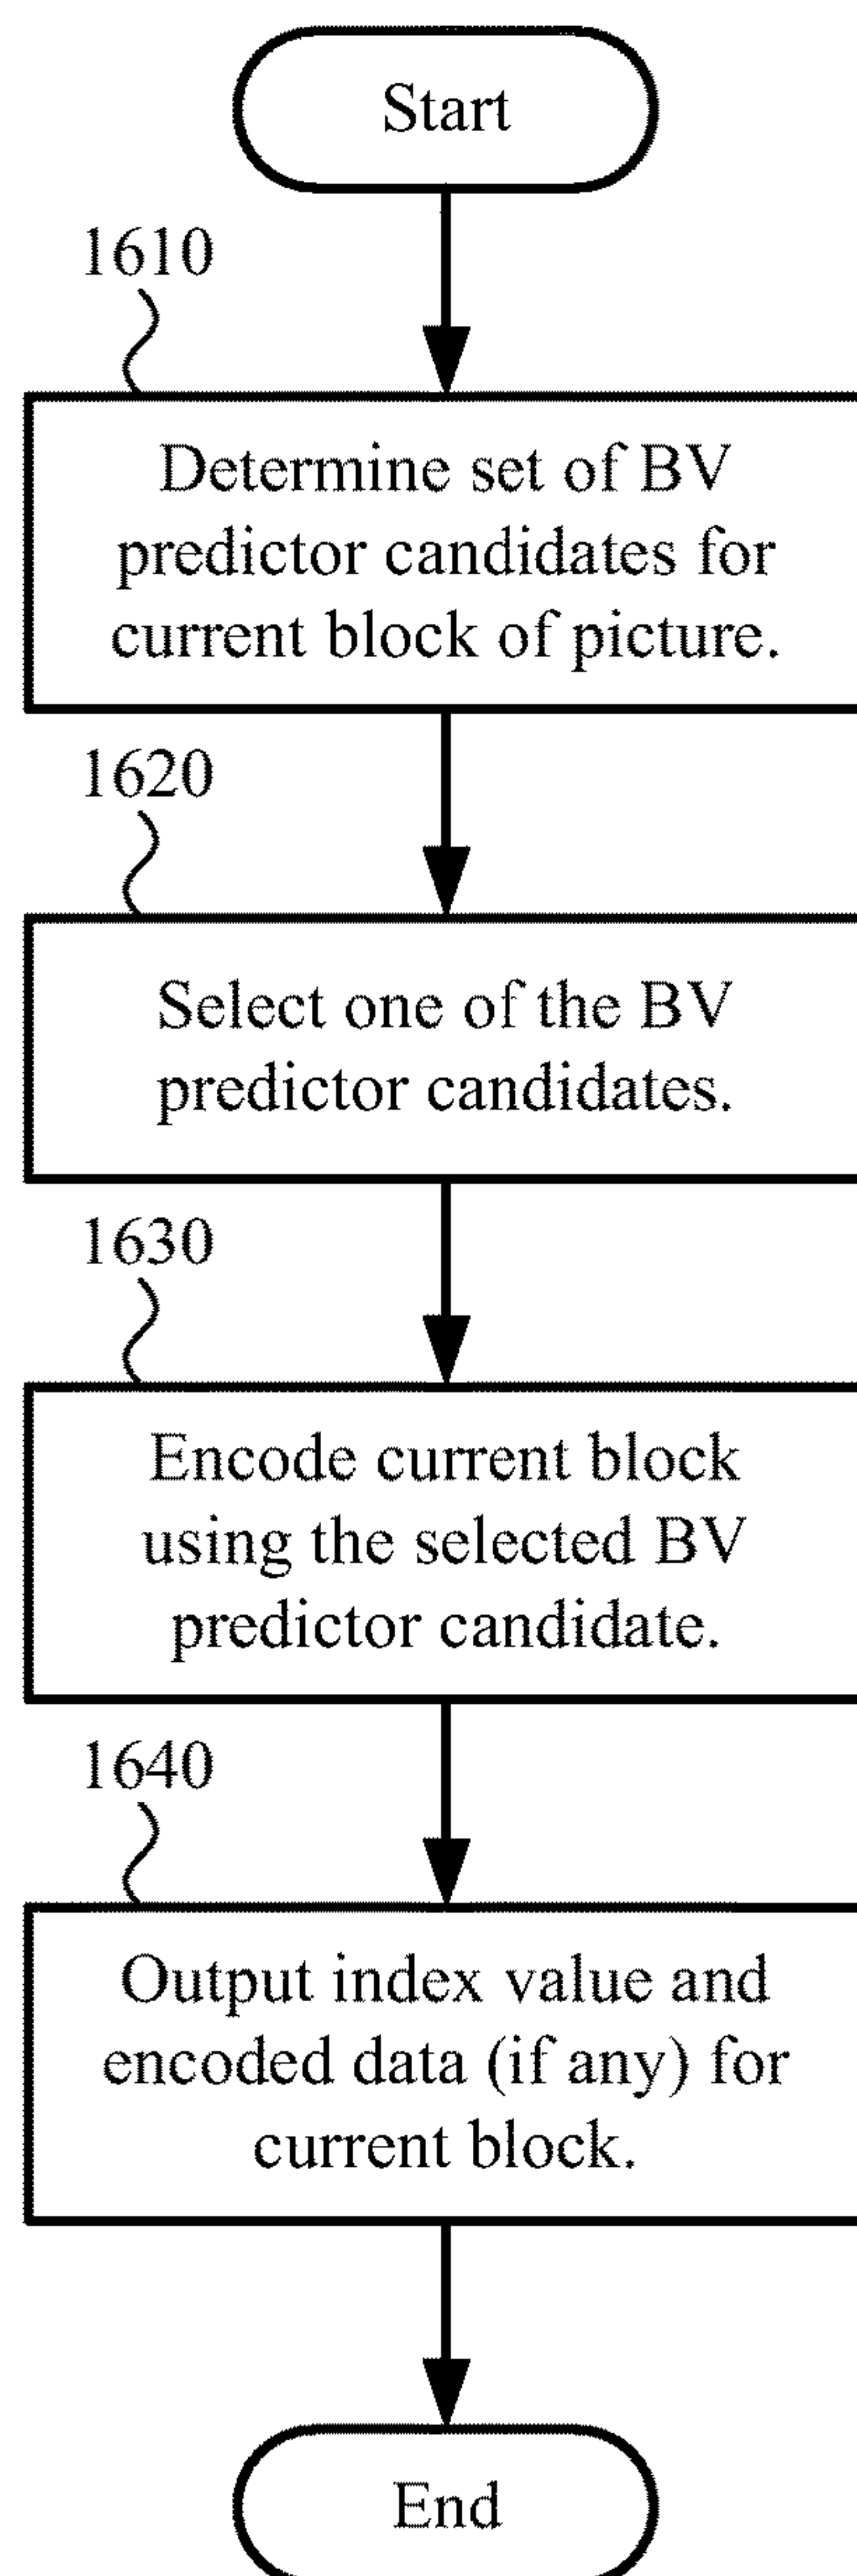 Start
1610
Determine set of BV
predictor candidates for
current block of picture.
1620
Select one of the BV
predictor candidates.
1630
Encode current block
using the selected BV
predictor candidate.
1640
Output index value and
encoded data (if any) for
current block.
End